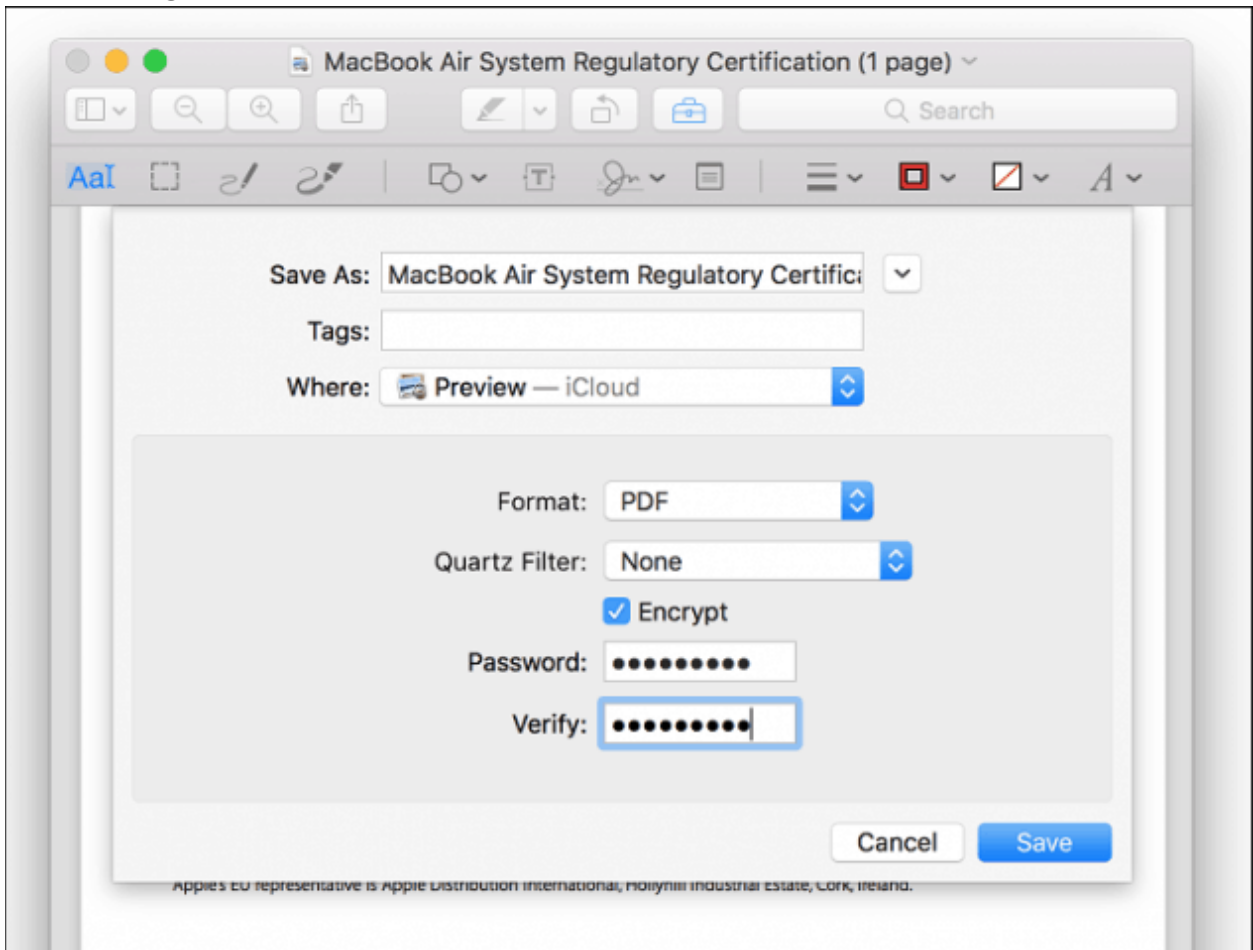 MacBook Air System Regulatory Certification (1 page)
Search
AaI
T
A
Save As: MacBook Air System Regulatory Certifica
Tags:
Where: Preview — iCloud
Format: PDF
Quartz Filter: None
Encrypt
Password: •••••••••
Verify: •••••••••
Cancel Save
Apple's EU representative is Apple Distribution International, Hollyhill Industrial Estate, Cork, Ireland.